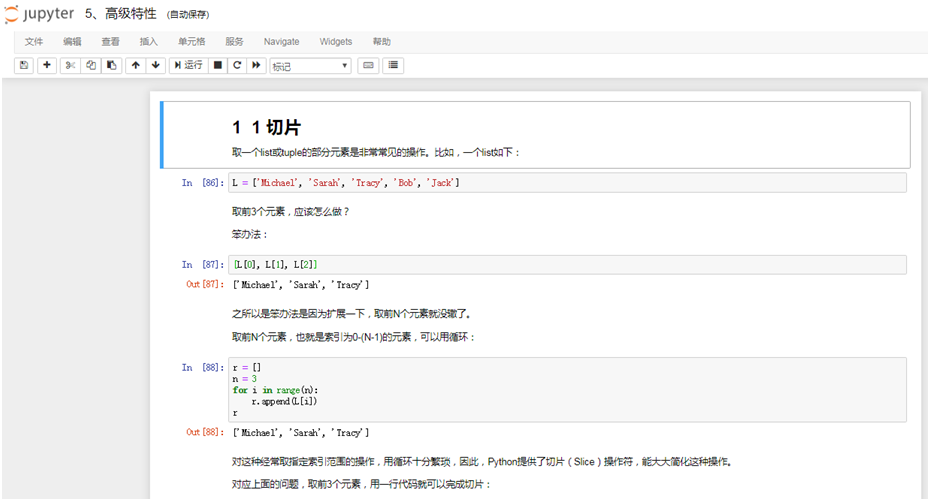 jupyter 5、高级特性 (自动保存)
文件 编辑 查看 插入 单元格 服务 Navigate Widgets 帮助
运行 标记
1 1 切片
取一个list或tuple的部分元素是非常常见的操作。比如，一个list如下：
In [86]: L = ['Michael', 'Sarah', 'Tracy', 'Bob', 'Jack']
取前3个元素，应该怎么做？
笨办法：
In [87]: [L[0], L[1], L[2]]
Out[87]: ['Michael', 'Sarah', 'Tracy']
之所以是笨办法是因为扩展一下，取前N个元素就没辙了。
取前N个元素，也就是索引为0-(N-1)的元素，可以用循环：
In [88]: r = []
n = 3
for i in range(n):
    r.append(L[i])
r
Out[88]: ['Michael', 'Sarah', 'Tracy']
对这种经常取指定索引范围的操作，用循环十分繁琐，因此，Python提供了切片（Slice）操作符，能大大简化这种操作。
对应上面的问题，取前3个元素，用一行代码就可以完成切片：